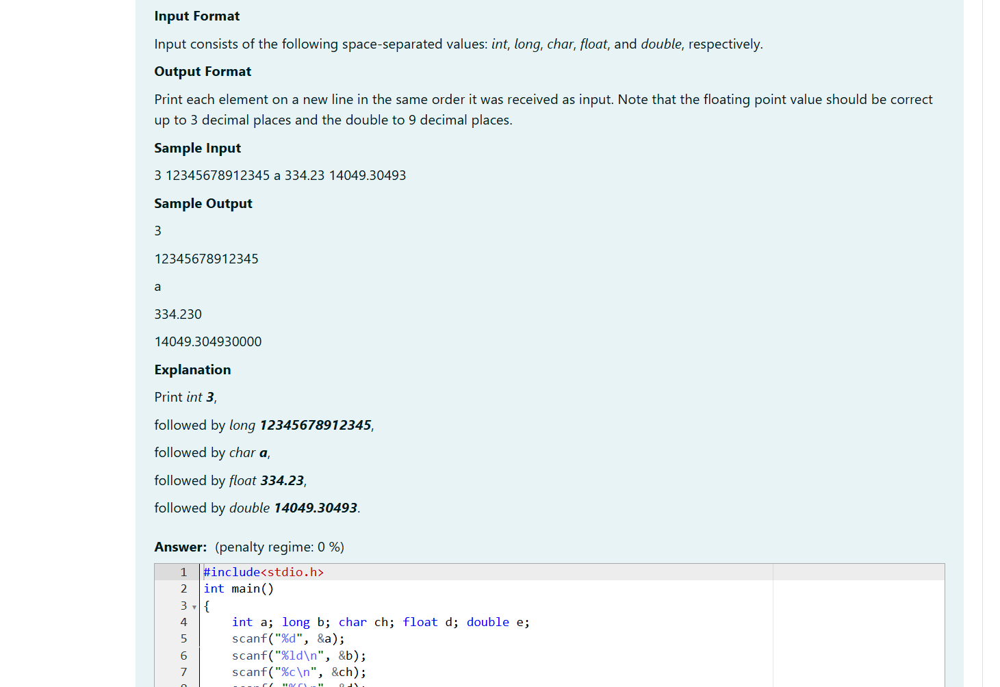 Input Format
Input consists of the following space-separated values: int, long, char, float, and double, respectively.
Output Format
Print each element on a new line in the same order it was received as input. Note that the floating point value should be correct
up to 3 decimal places and the double to 9 decimal places.
Sample Input
3 12345678912345 a 334.23 14049.30493
Sample Output
3
12345678912345
a
334.230
14049.304930000
Explanation
Print int 3,
followed by long 12345678912345,
followed by char a,
followed by float 334.23,
followed by double 14049.30493.
Answer: (penalty regime: 0 %)
1 #include<stdio.h>
2 int main()
3 {
4 int a; long b; char ch; float d; double e;
5 scanf("%d", &a);
6 scanf("%ld\n", &b);
7 scanf("%c\n", &ch);